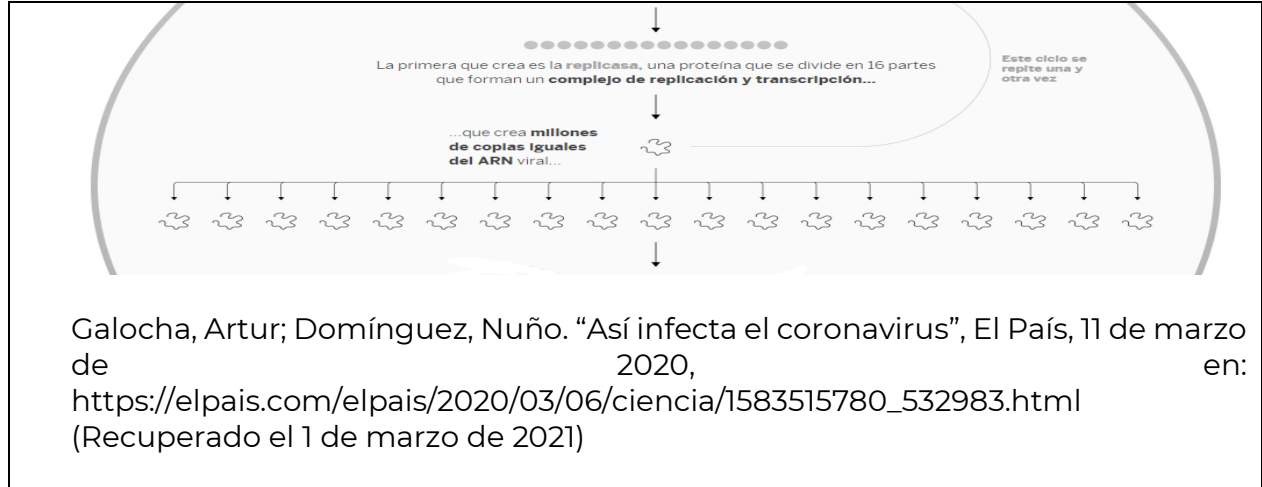 La primera que crea es la replicasa, una proteína que se divide en 16 partes
que forman un complejo de replicación y transcripción...
Este ciclo se
repite una y
otra vez
...que crea millones
de copias iguales
del ARN viral...
Galocha, Artur; Domínguez, Nuño. “Así infecta el coronavirus”, El País, 11 de marzo
de 2020, en:
https://elpais.com/elpais/2020/03/06/ciencia/1583515780_532983.html
(Recuperado el 1 de marzo de 2021)